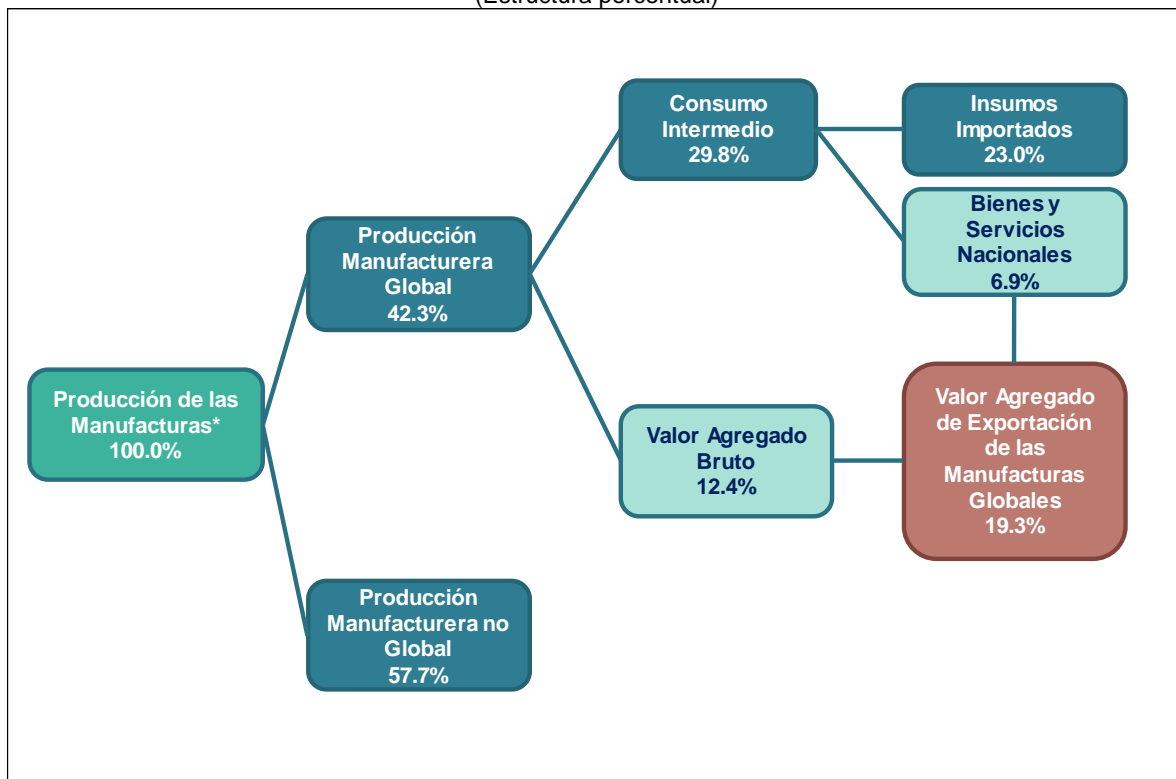 (Estructura porcentual)
Consumo
Intermedio
29.8%
Insumos
Importados
23.0%
Bienes y
Servicios
Nacionales
6.9%
Producción
Manufacturera
Global
42.3%
Producción de las
Manufacturas*
100.0%
Valor Agregado
Bruto
12.4%
Valor Agregado
de Exportación
de las
Manufacturas
Globales
19.3%
Producción
Manufacturera no
Global
57.7%